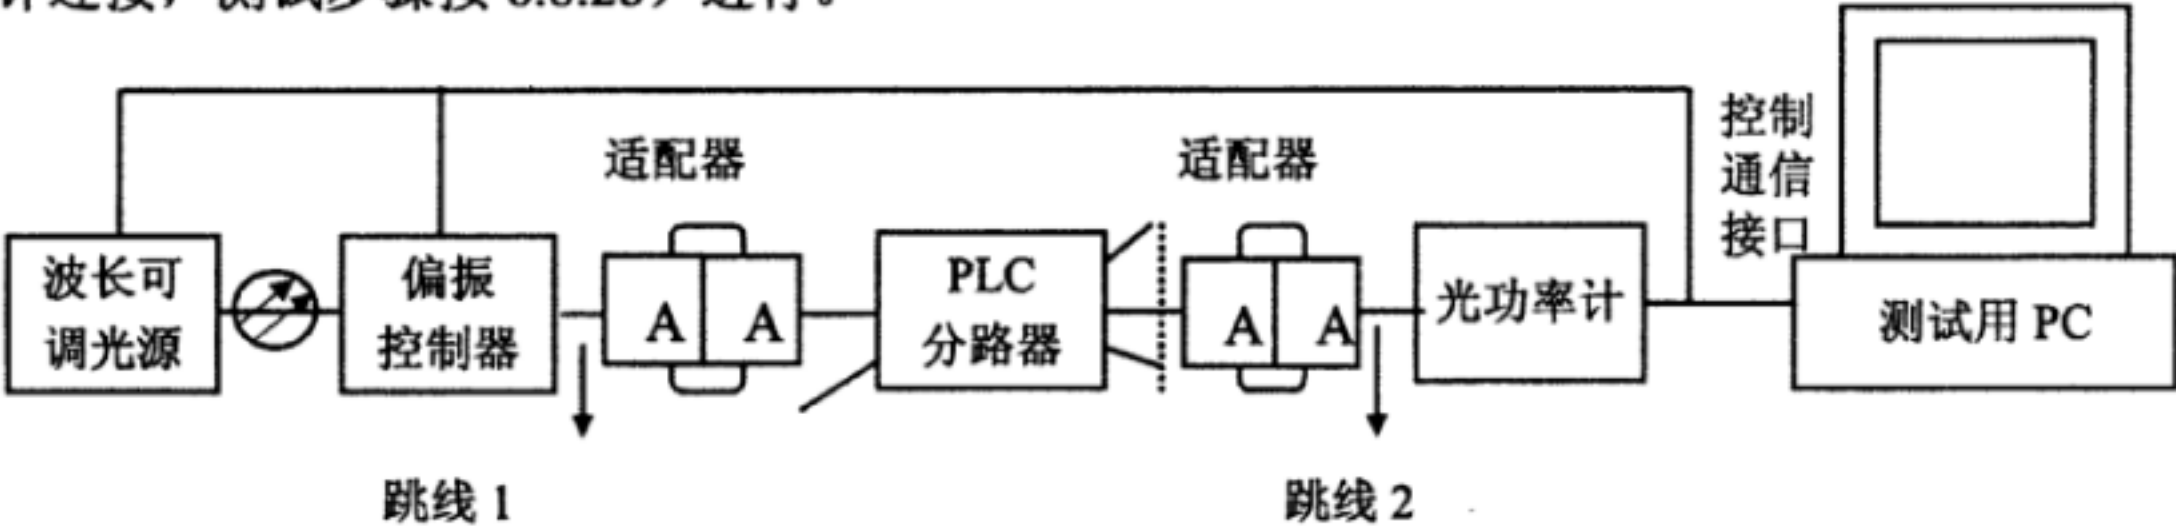 适配器
适配器
控制
通信
接口
波长可
调光源
偏振
控制器
A
A
PLC
分路器
A
A
光功率计
测试用 PC
跳线 1
跳线 2